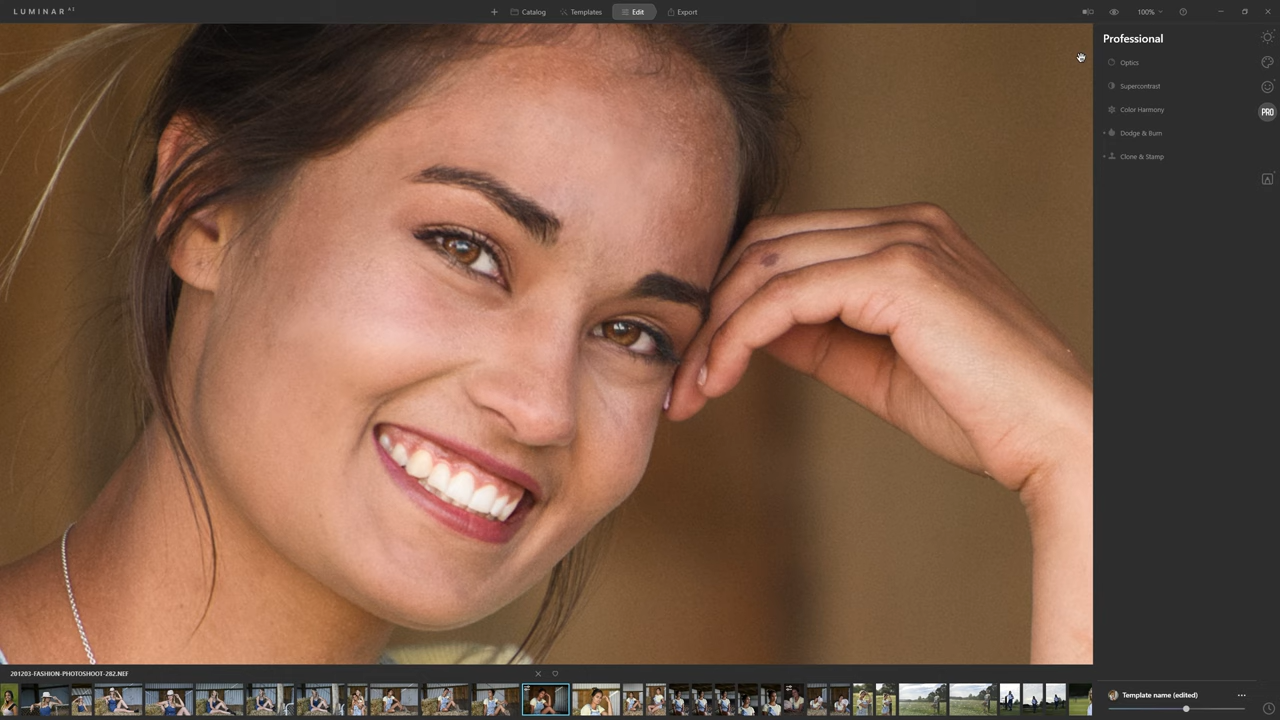 LUMINAR AI
Catalog
Templates
Edit
Export
100%
Professional
Optics
Supercontrast
Color Harmony
PRO
Dodge & Burn
Clone & Stamp
201203-FASHION-PHOTOSHOOT-282.NEF
Template name (edited)